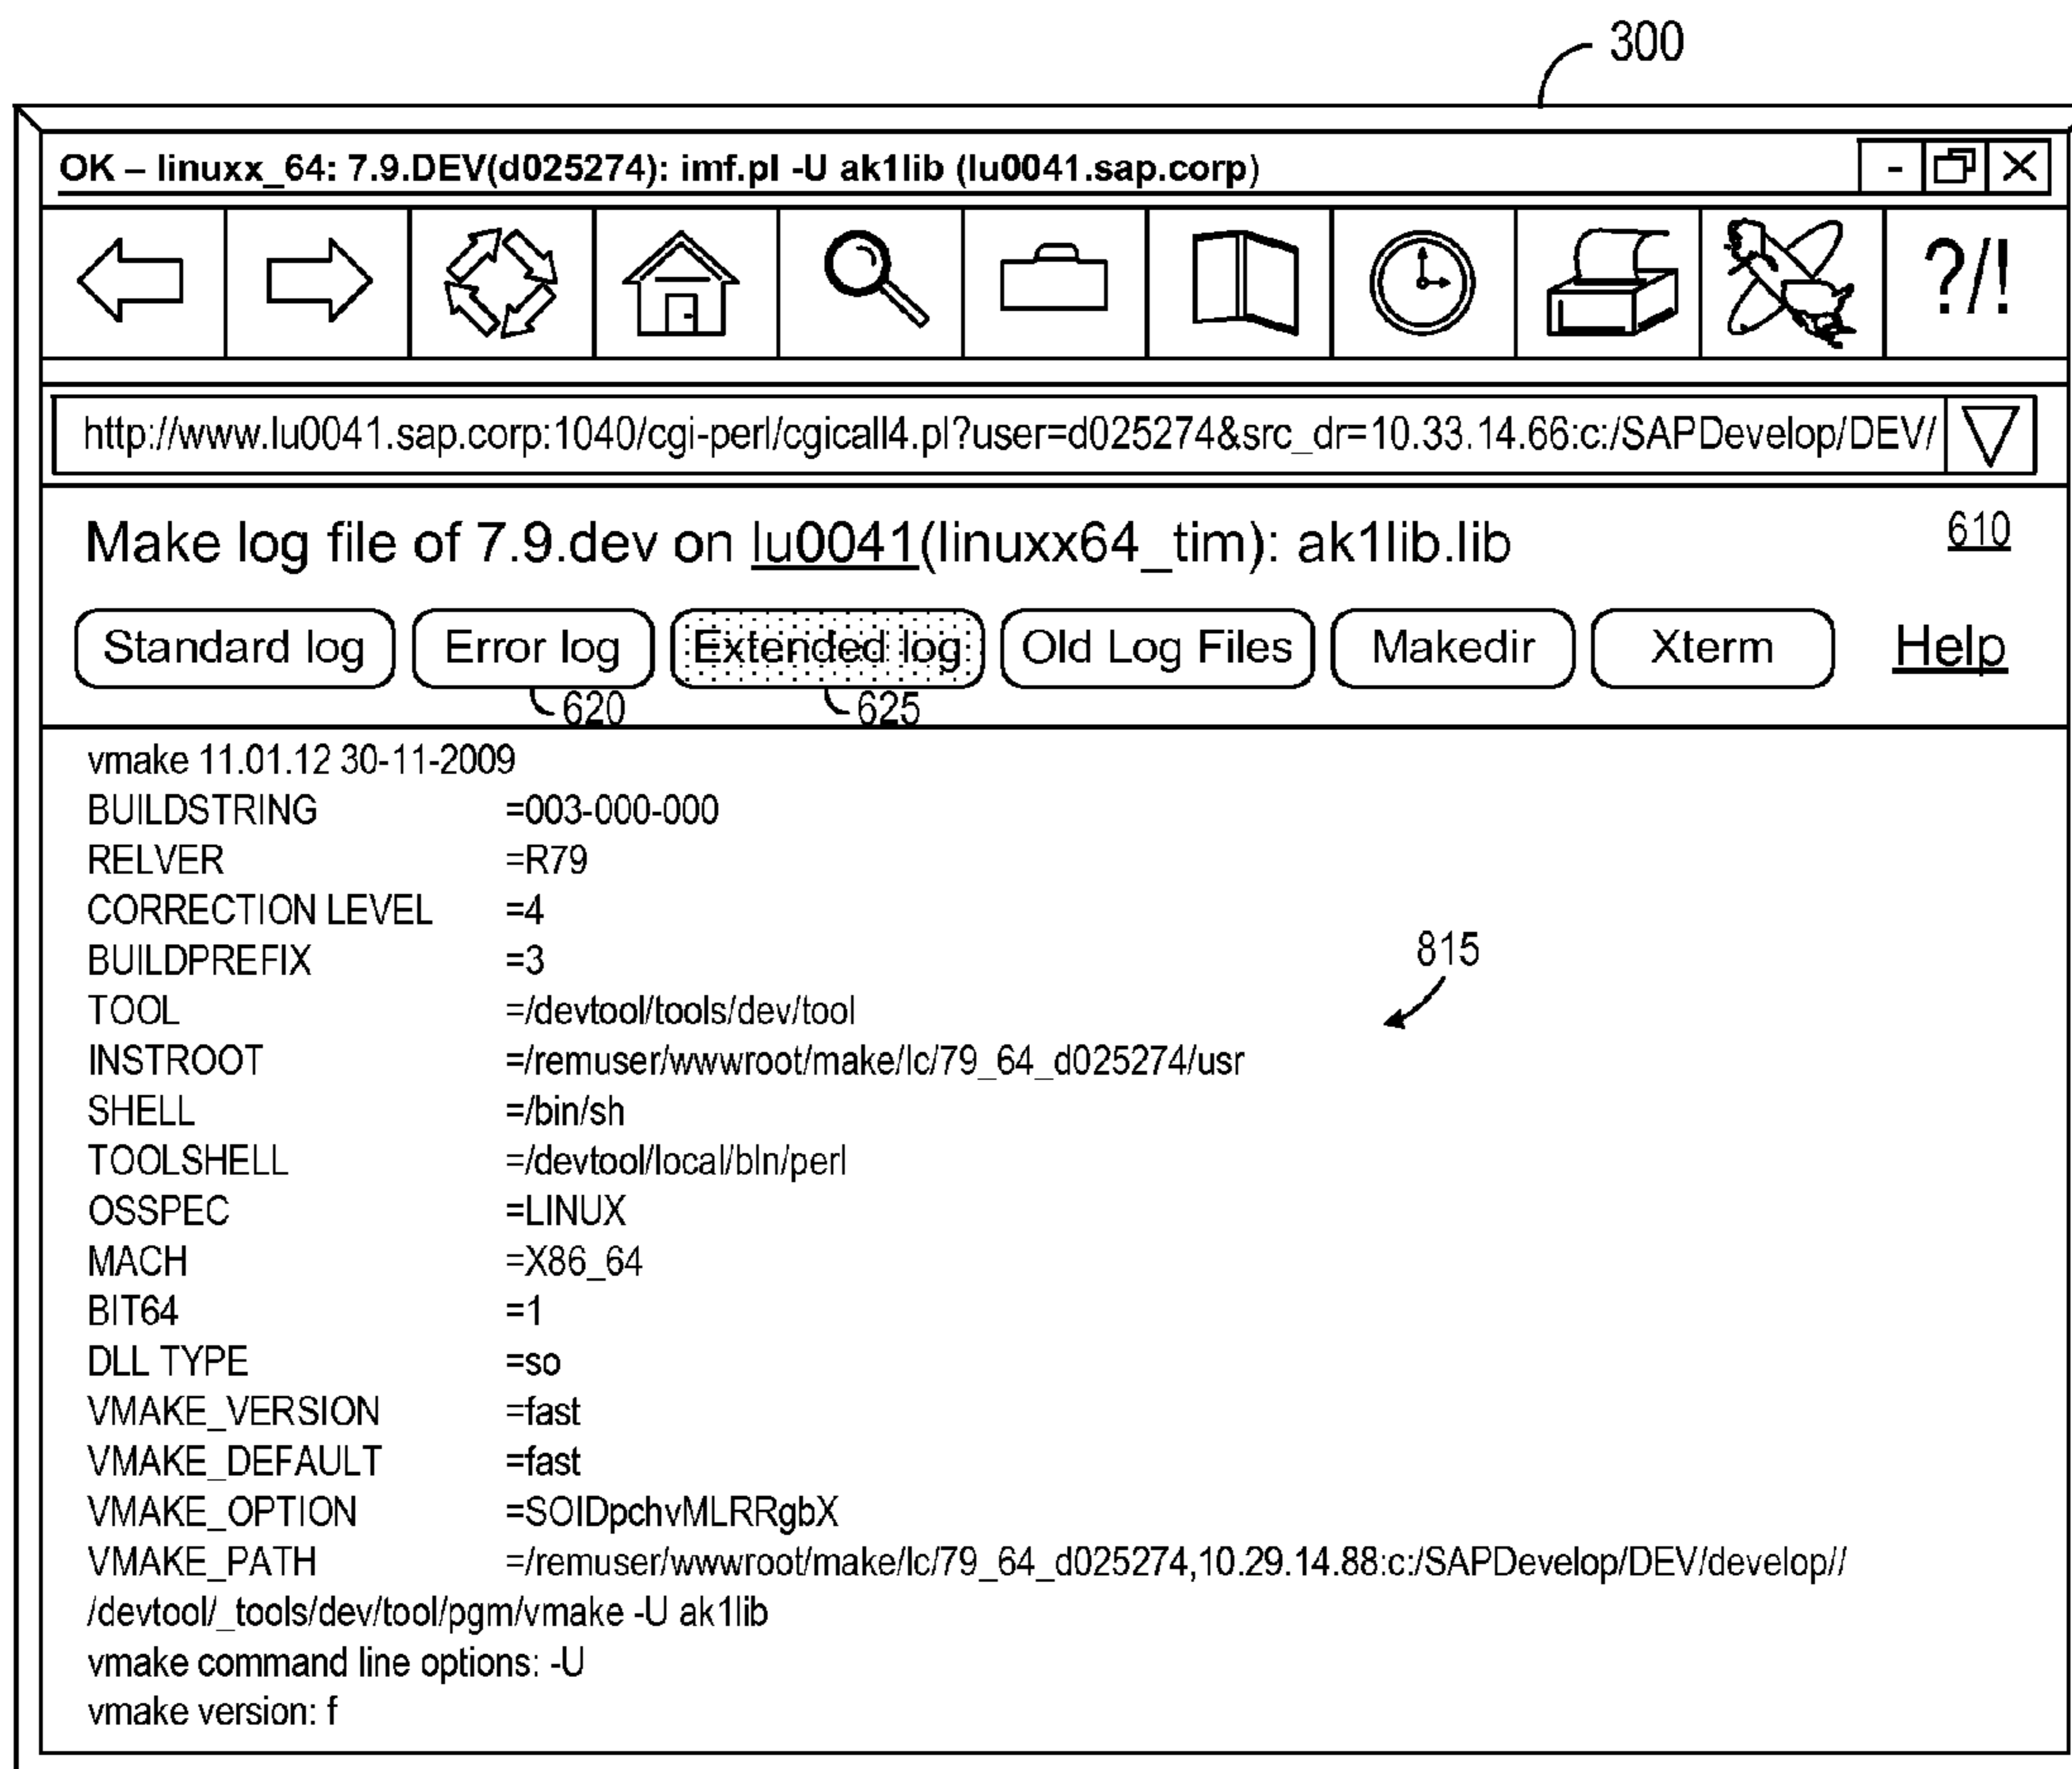 300
OK – linuxx_64: 7.9.DEV(d025274): imf.pl -U ak1lib (lu0041.sap.corp)
?/!
http://www.lu0041.sap.corp:1040/cgi-perl/cgicall4.pl?user=d025274&src_dr=10.33.14.66:c:/SAPDevelop/DEV/
Make log file of 7.9.dev on lu0041(linuxx64_tim): ak1lib.lib 610
Standard log Error log Extended log Old Log Files Makedir Xterm Help
620 625
vmake 11.01.12 30-11-2009
BUILDSTRING =003-000-000
RELVER =R79
CORRECTION LEVEL =4
BUILDPREFIX =3
815
TOOL =/devtool/tools/dev/tool
INSTROOT =/remuser/wwwroot/make/lc/79_64_d025274/usr
SHELL =/bin/sh
TOOLSHELL =/devtool/local/bln/perl
OSSPEC =LINUX
MACH =X86_64
BIT64 =1
DLL TYPE =so
VMAKE_VERSION =fast
VMAKE_DEFAULT =fast
VMAKE_OPTION =SOIDpchvMLRRgbX
VMAKE_PATH =/remuser/wwwroot/make/lc/79_64_d025274,10.29.14.88:c:/SAPDevelop/DEV/develop//
/devtool/_tools/dev/tool/pgm/vmake -U ak1lib
vmake command line options: -U
vmake version: f